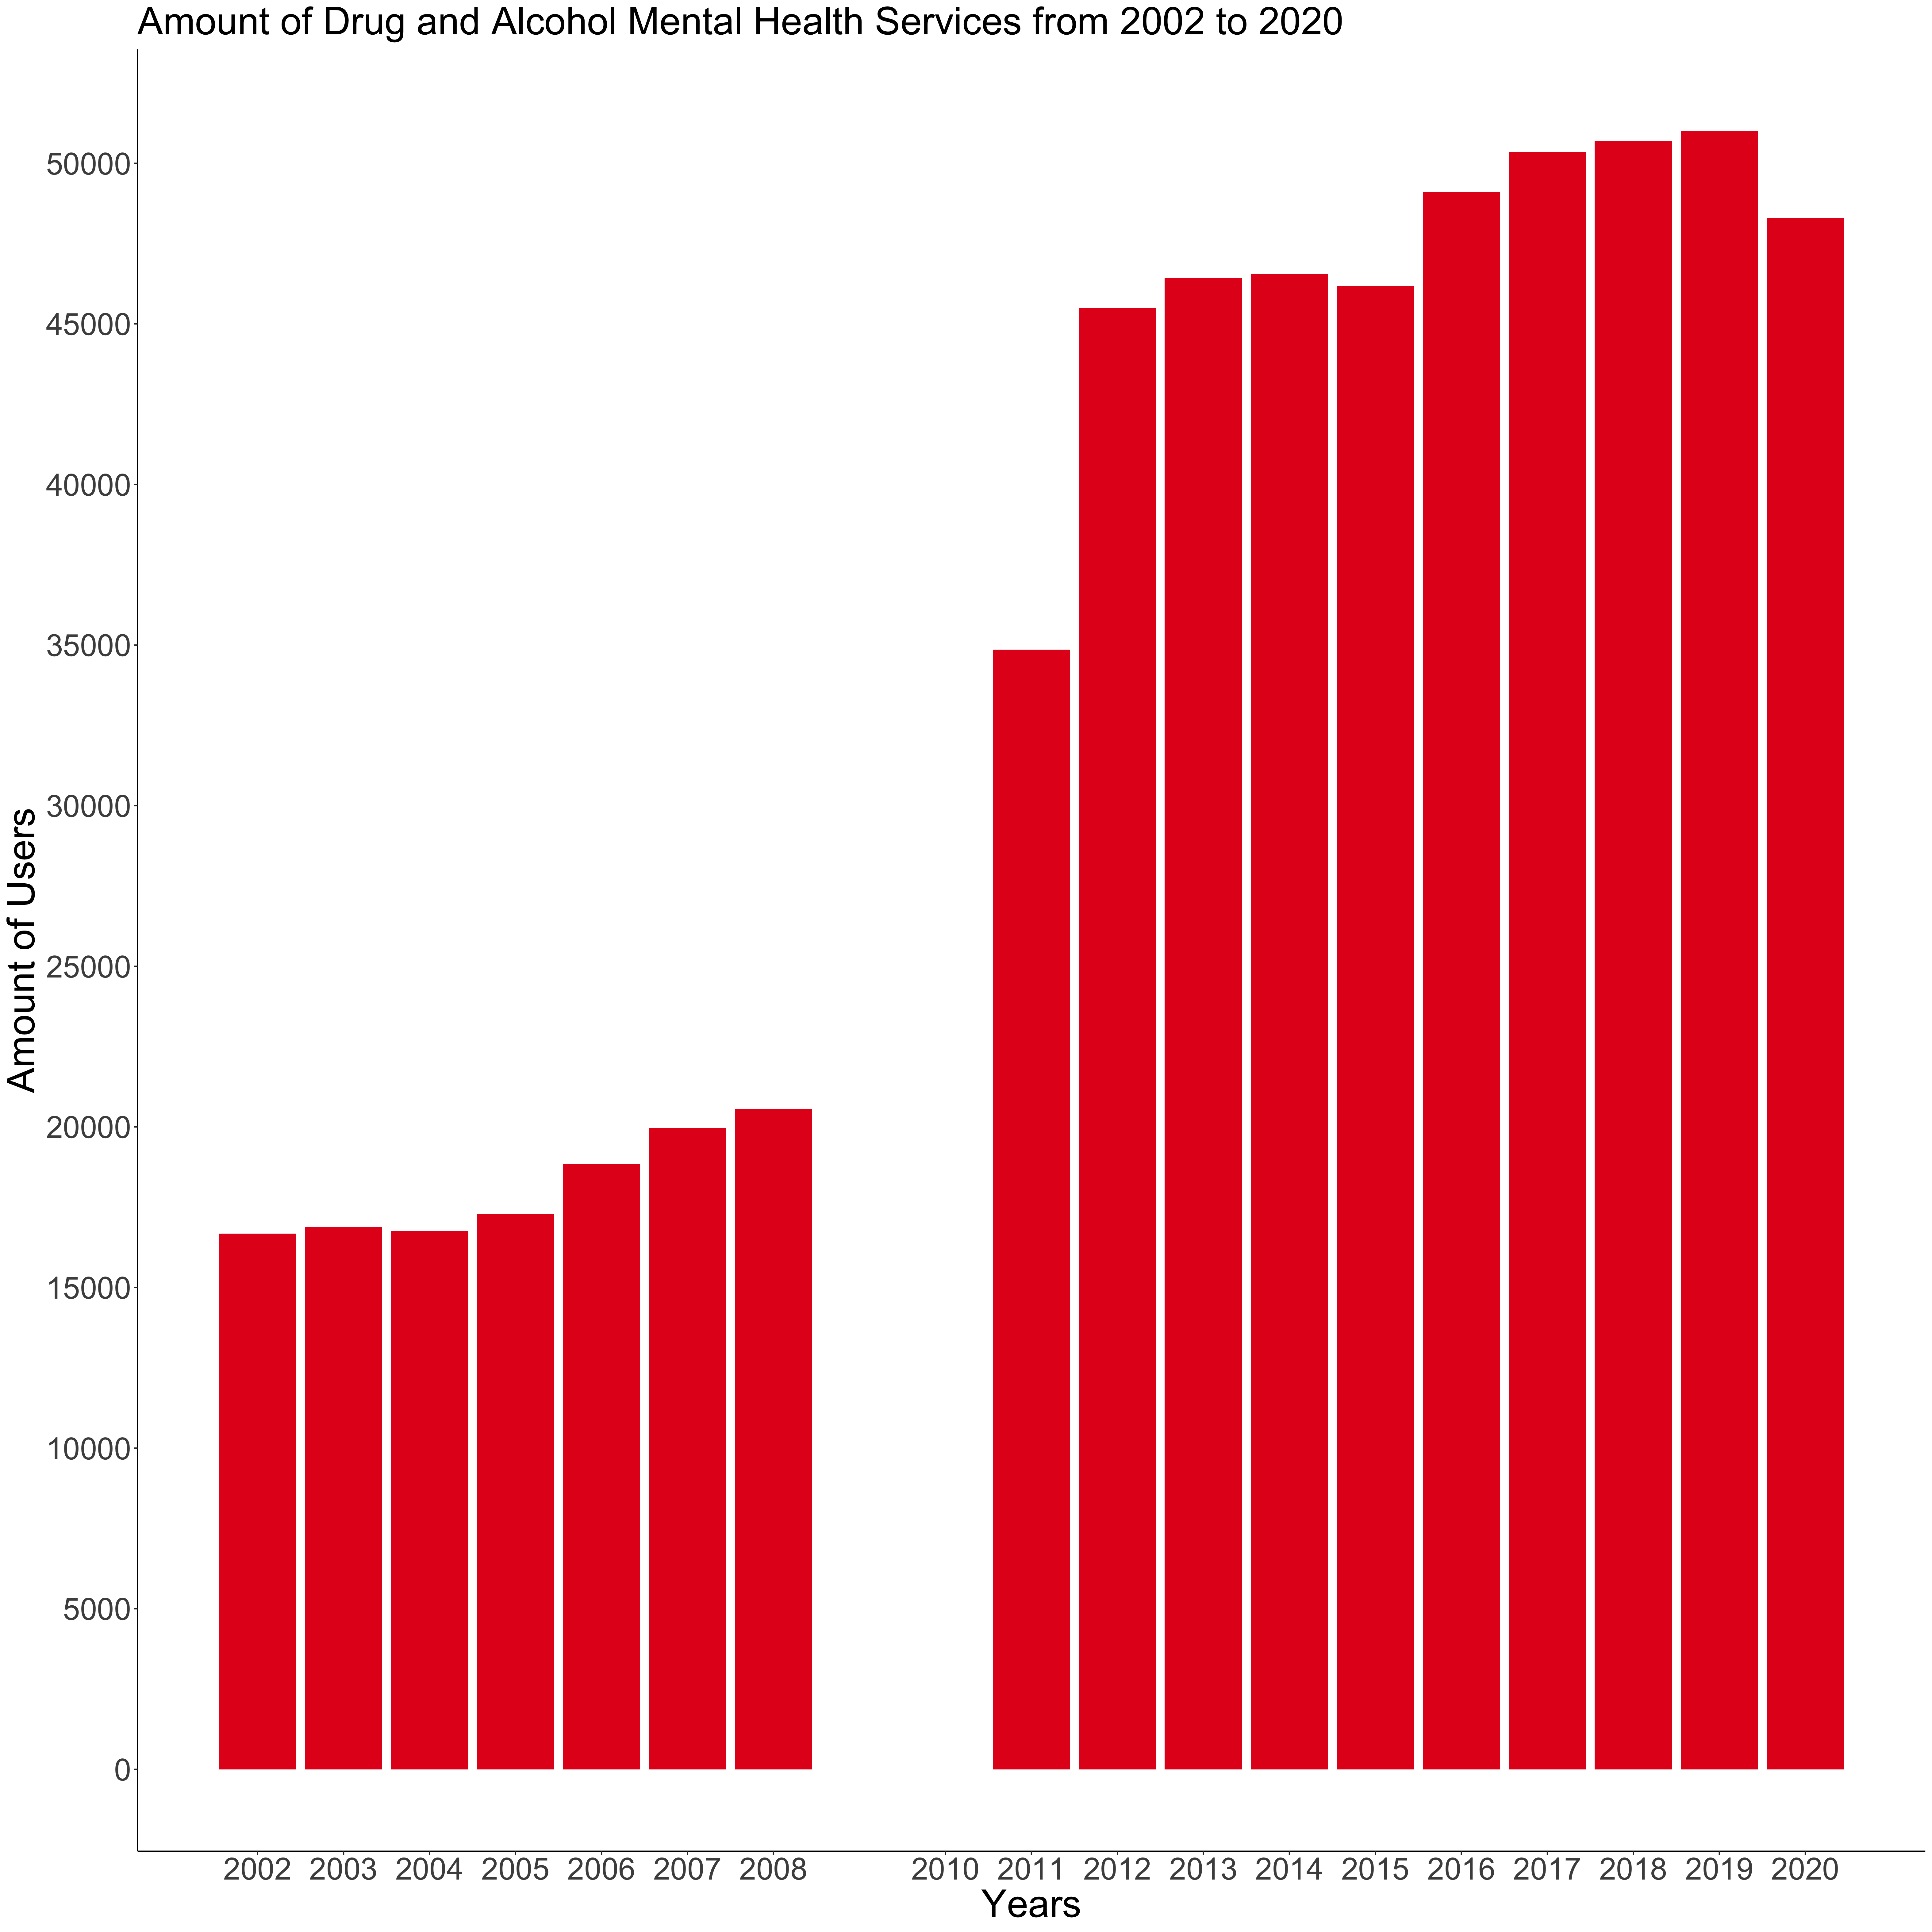 Amount of Drug and Alcohol Mental Health Services from 2002 to 2020
Amount of Users
50000
45000
40000
35000
30000
25000
20000
15000
10000
5000
0
2002 2003 2004 2005 2006 2007 2008 2010 2011 2012 2013 2014 2015 2016 2017 2018 2019 2020
Years